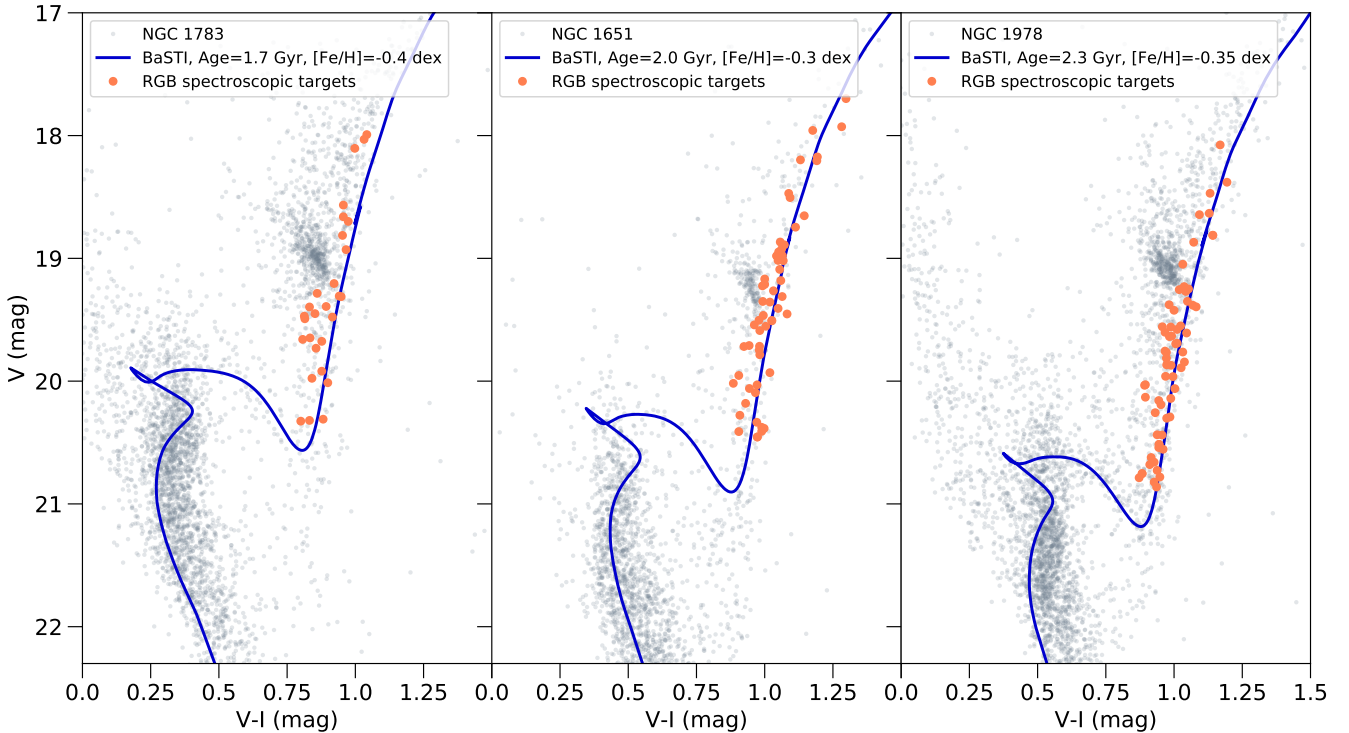 NGC 1783
BaSTI, Age=1.7 Gyr, [Fe/H]=-0.4 dex
RGB spectroscopic targets
NGC 1651
BaSTI, Age=2.0 Gyr, [Fe/H]=-0.3 dex
RGB spectroscopic targets
NGC 1978
BaSTI, Age=2.3 Gyr, [Fe/H]=-0.35 dex
RGB spectroscopic targets
17
18
19
20
21
22
V (mag)
0.0 0.25 0.5 0.75 1.0 1.25
0.0 0.25 0.5 0.75 1.0 1.25
0.0 0.25 0.5 0.75 1.0 1.25 1.5
V-I (mag)
V-I (mag)
V-I (mag)